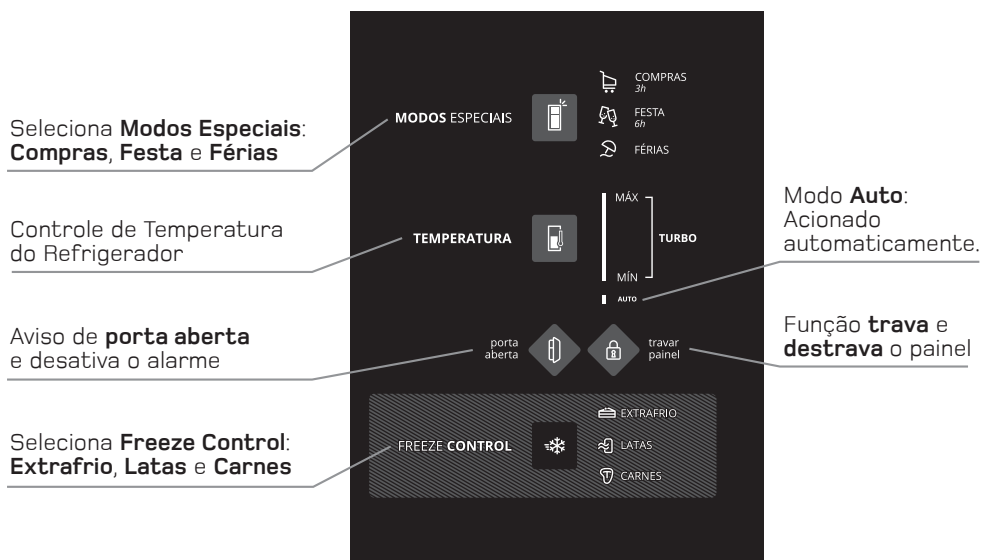 Seleciona Modos Especiais:
Compras, Festa e Férias
Controle de Temperatura
do Refrigerador
Aviso de porta aberta
e desativa o alarme
Seleciona Freeze Control:
Extrafrio, Latas e Carnes
MODOS ESPECIAIS
COMPRAS
3h
FESTA
6h
FÉRIAS
TEMPERATURA
MÁX
TURBO
MÍN
AUTO
porta
aberta
travar
painel
FREEZE CONTROL
EXTRAFRIO
LATAS
CARNES
Modo Auto:
Acionado
automaticamente.
Função trava e
destrava o painel